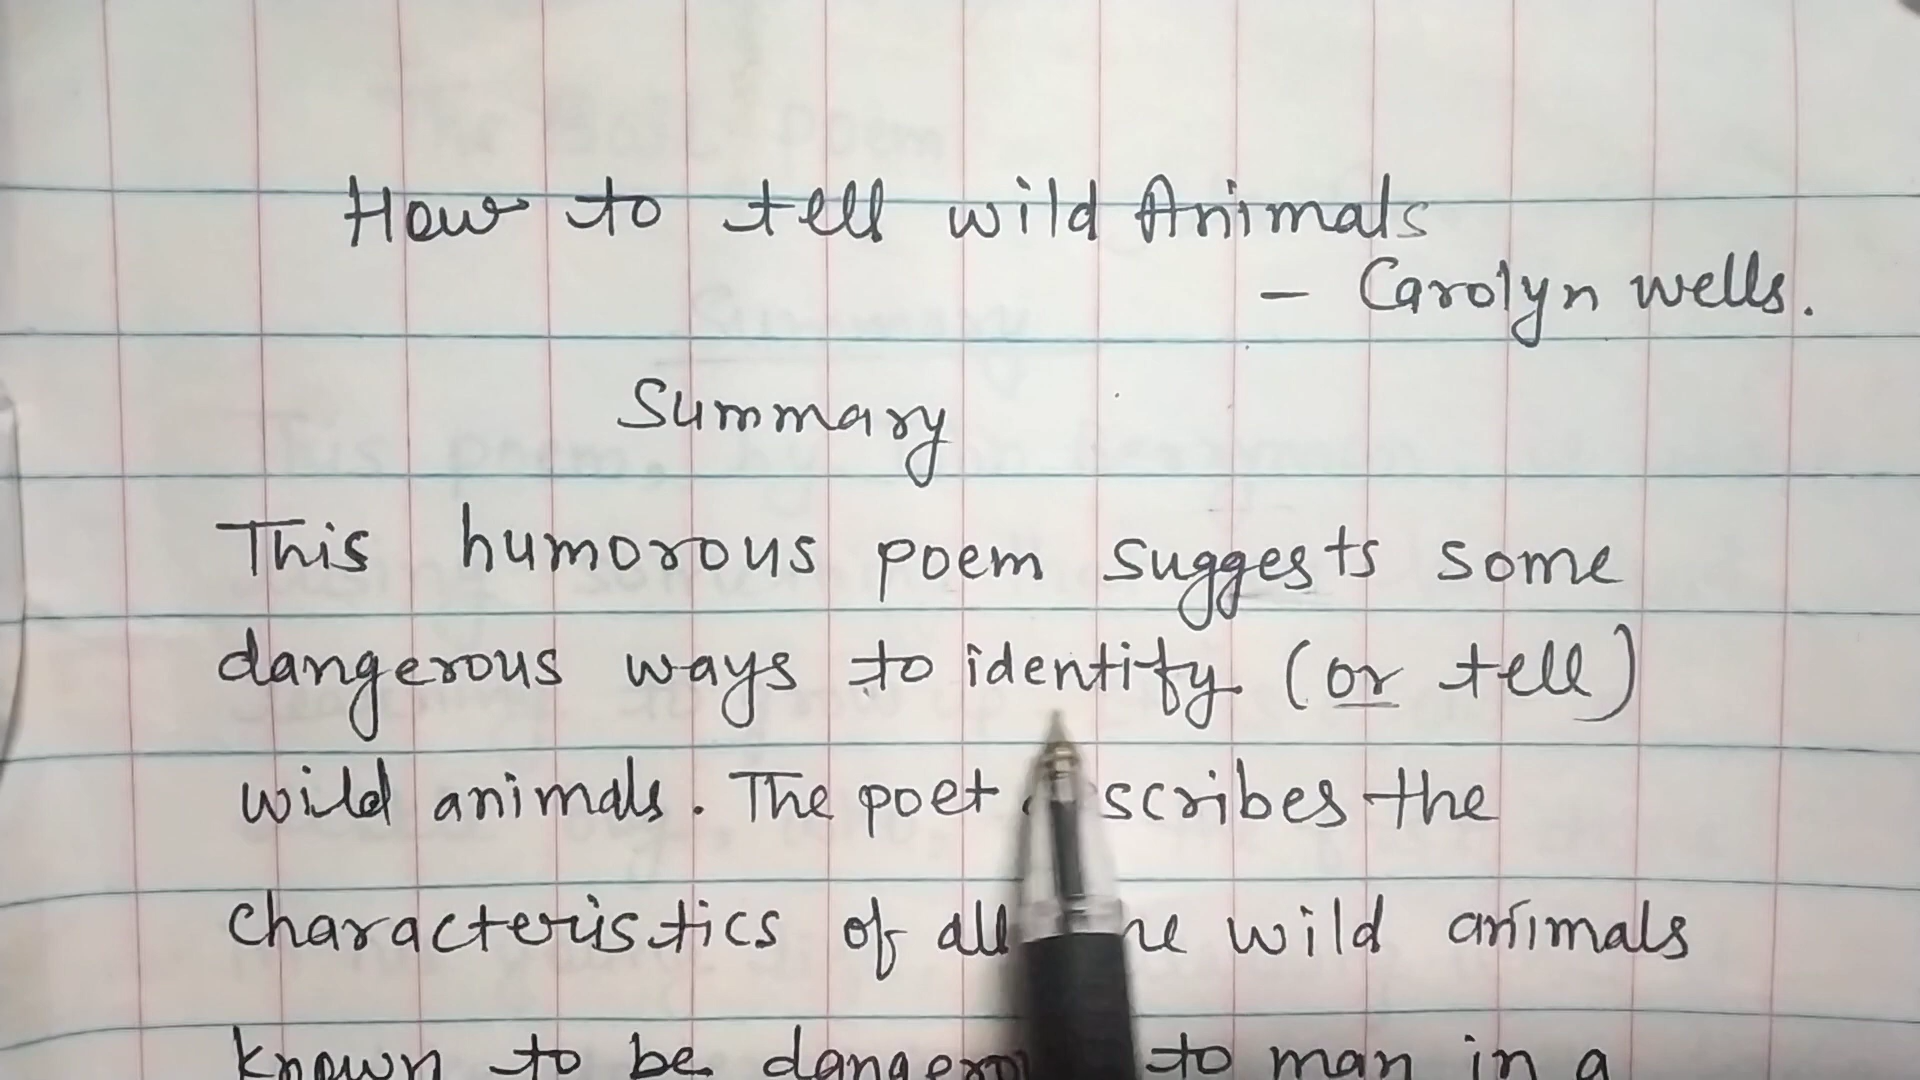 How to tell wild Animals
- Carolyn wells.
Summary
This humorous poem suggests some
dangerous ways to identify (or tell)
wild animals. The poet scribes the
characteristics of all wild animals
known to be to man in a